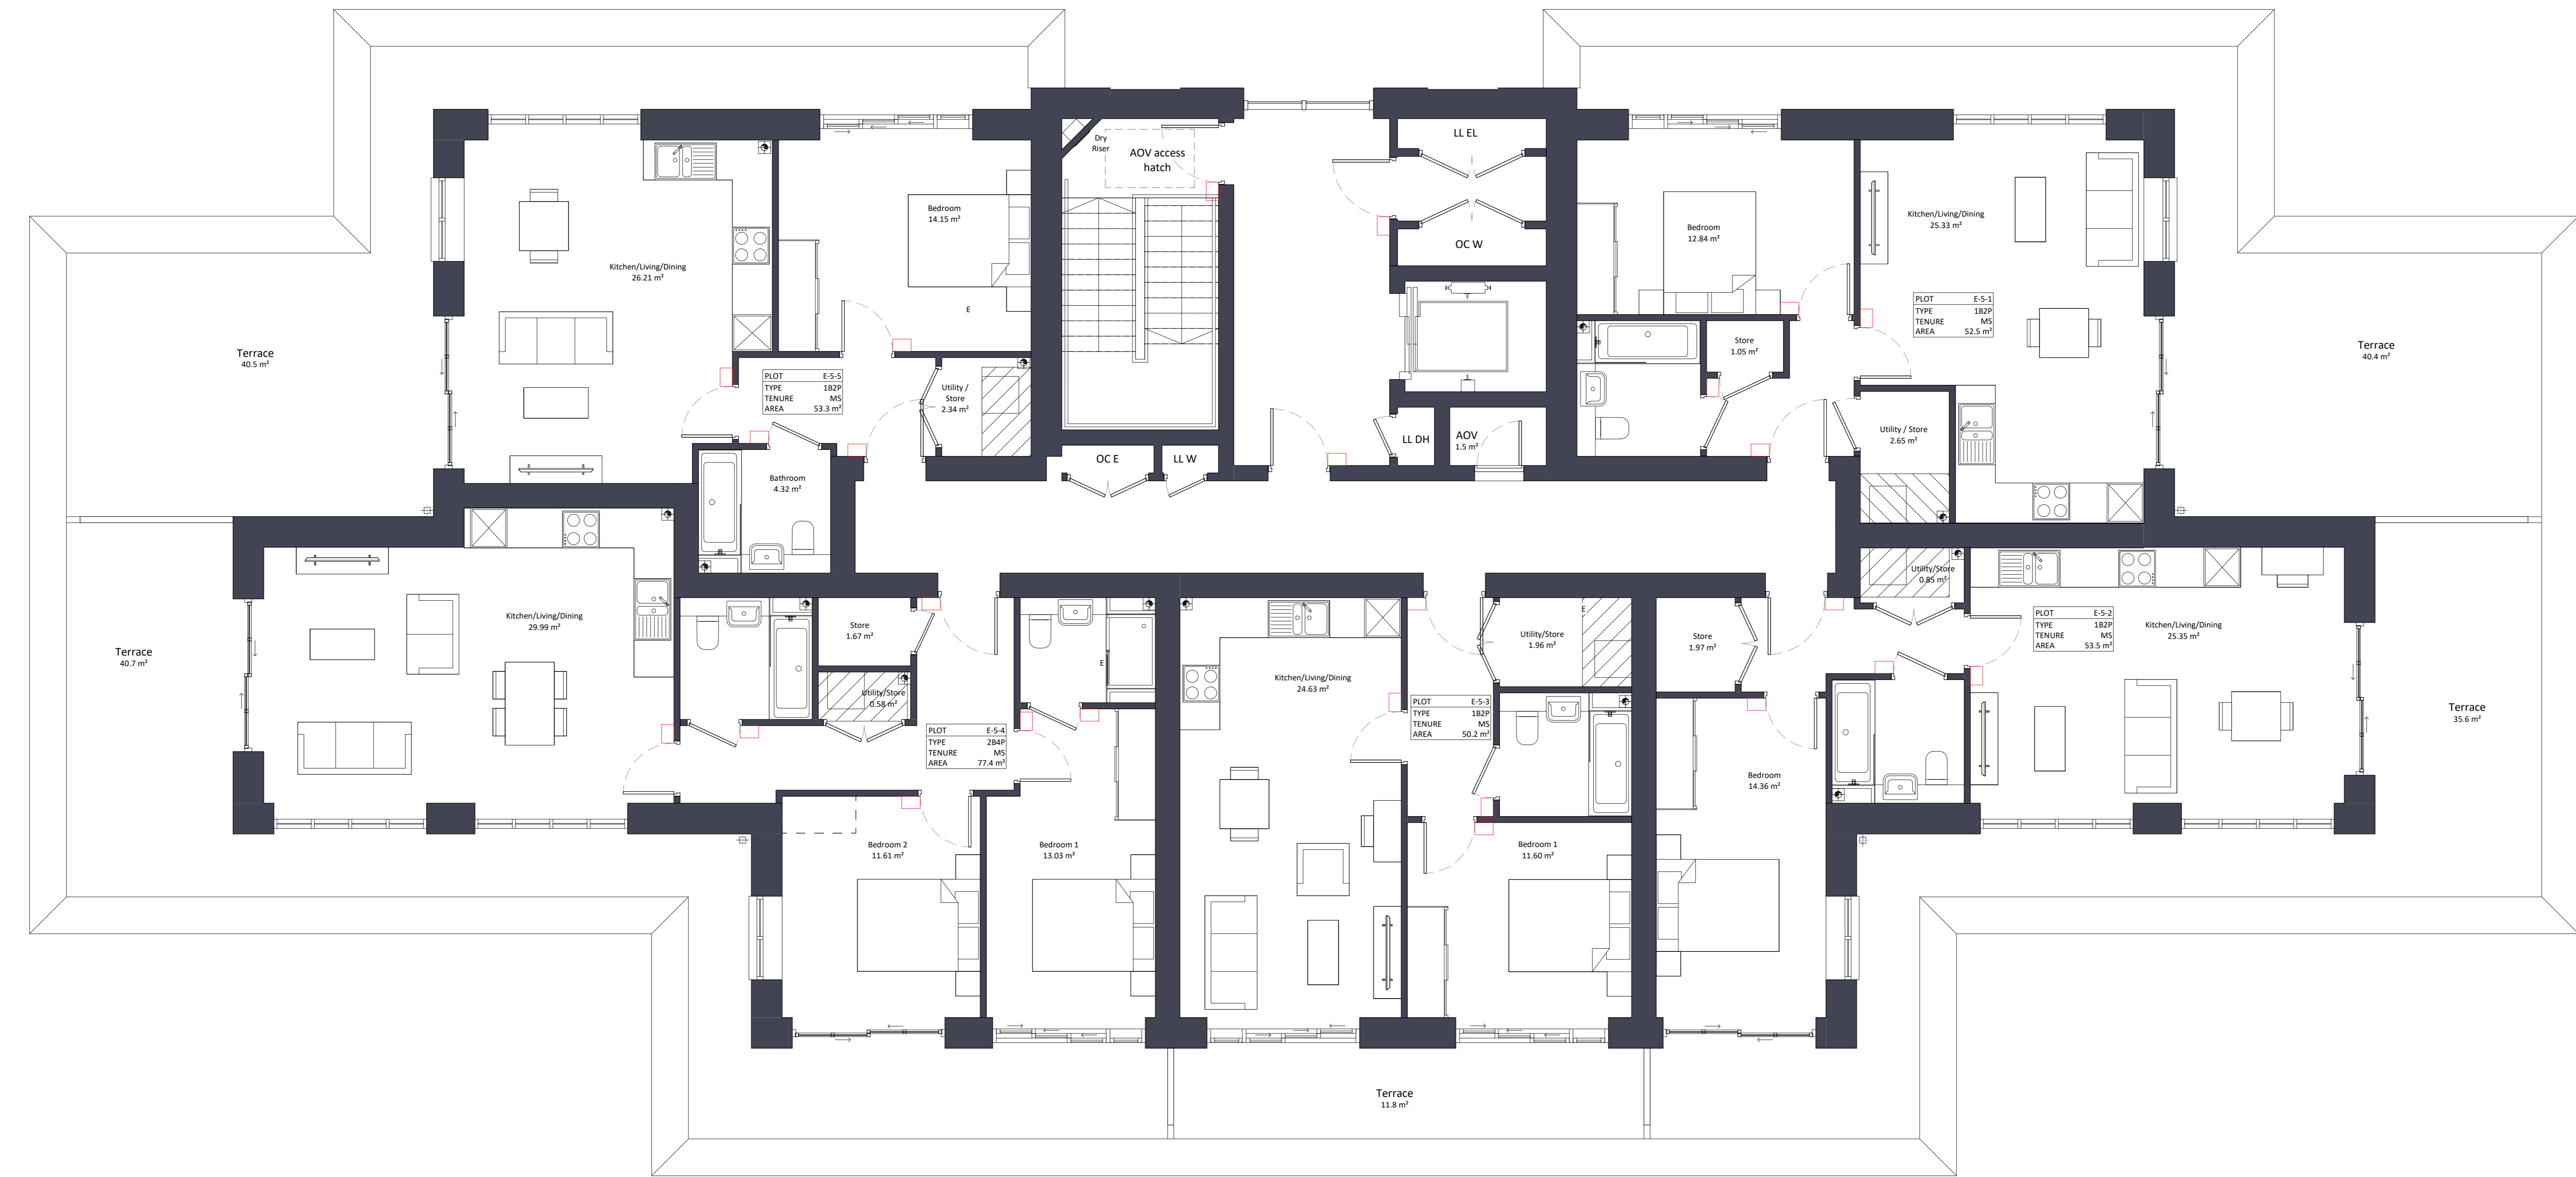 Dry
Riser
AOV access
hatch
LL EL
OC W
Bedroom
14.15 m²
E
Kitchen/Living/Dining
26.21 m²
Terrace
40.5 m²
PLOT E-5-5
TYPE 1B2P
TENURE MS
AREA 53.3 m²
Utility /
Store
2.34 m²
Bathroom
4.32 m²
OC E
LL W
LL DH
AOV
1.5 m²
Bedroom
12.84 m²
Store
1.05 m²
Kitchen/Living/Dining
25.33 m²
PLOT E-5-1
TYPE 1B2P
TENURE MS
AREA 52.5 m²
Utility / Store
2.65 m²
Terrace
40.4 m²
Terrace
40.7 m²
Kitchen/Living/Dining
29.99 m²
Store
1.67 m²
Utility/Store
0.58 m²
E
PLOT E-5-4
TYPE 2B4P
TENURE MS
AREA 77.4 m²
Bedroom 2
11.61 m²
Bedroom 1
13.03 m²
Kitchen/Living/Dining
24.63 m²
PLOT E-5-3
TYPE 1B2P
TENURE MS
AREA 50.2 m²
E
Utility/Store
1.96 m²
Bedroom 1
11.60 m²
Store
1.97 m²
Bedroom
14.36 m²
Utility/Store
0.85 m²
PLOT E-5-2
TYPE 1B2P
TENURE MS
AREA 53.5 m²
Kitchen/Living/Dining
25.35 m²
Terrace
35.6 m²
Terrace
11.8 m²